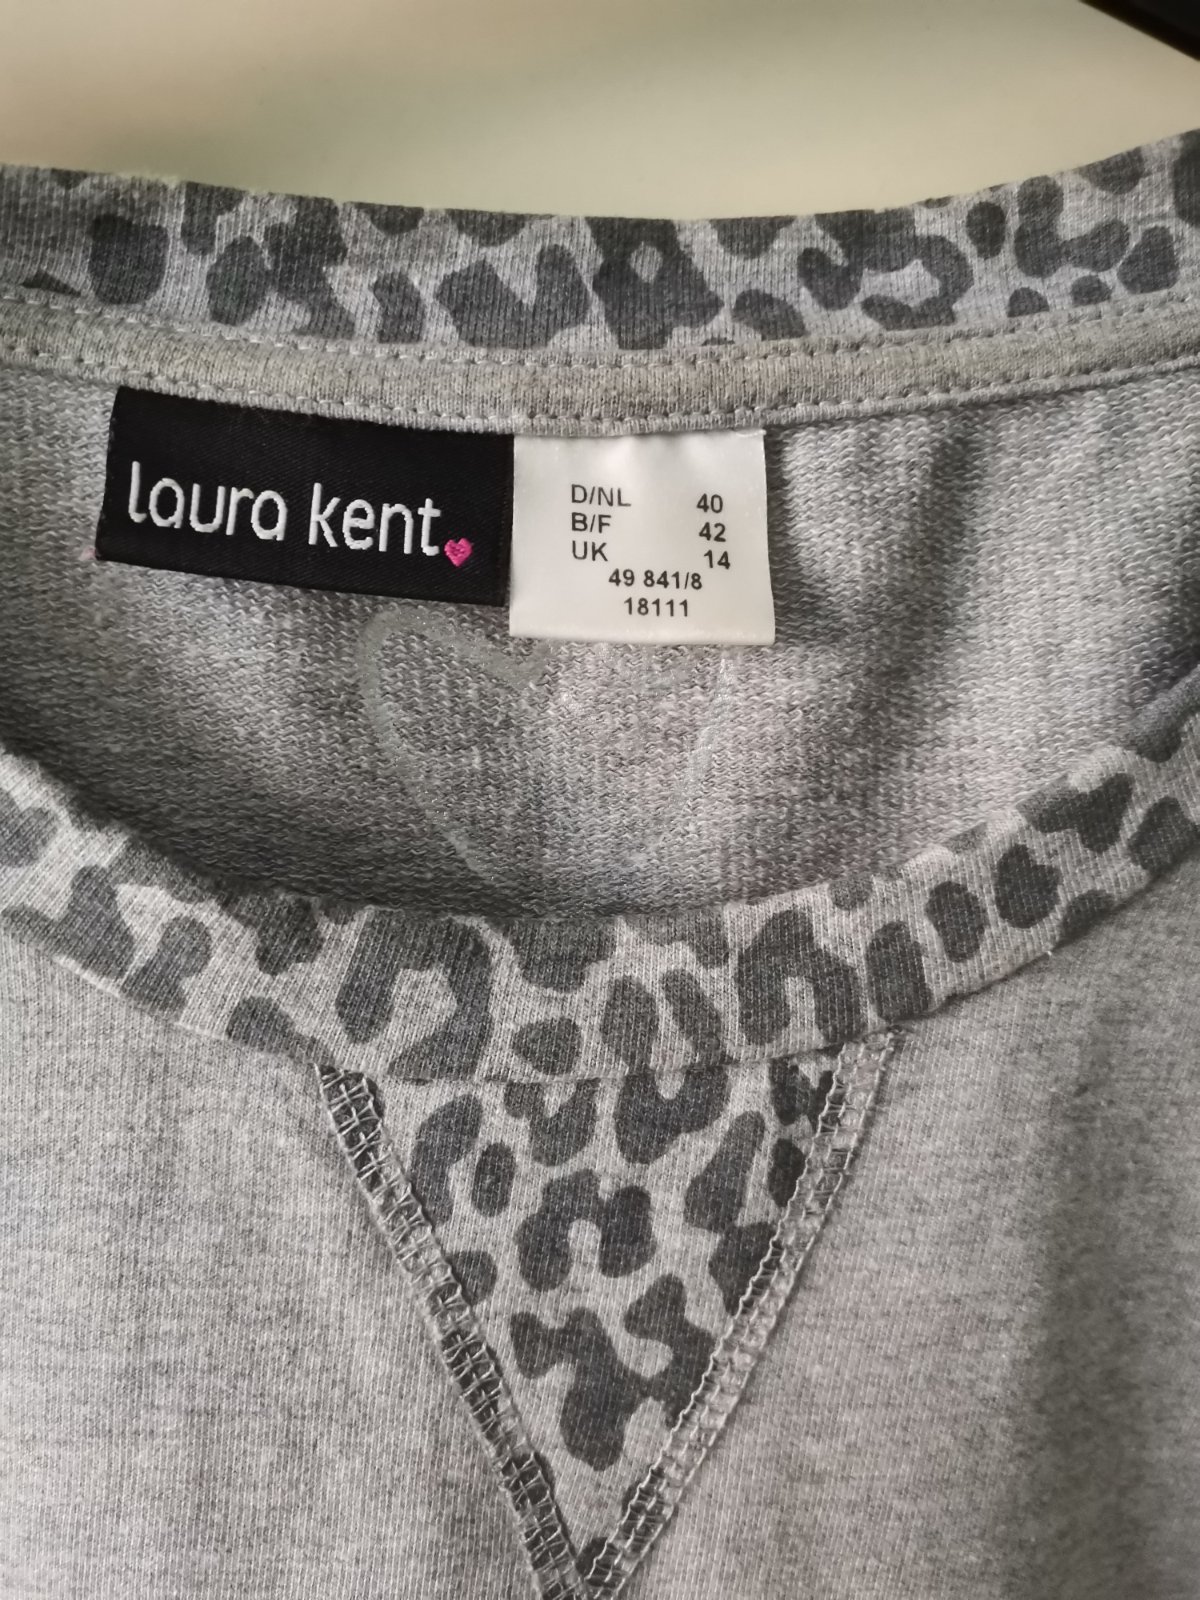 laura kent
D/NL 40
B/F 42
UK 14
49 841/8
18111